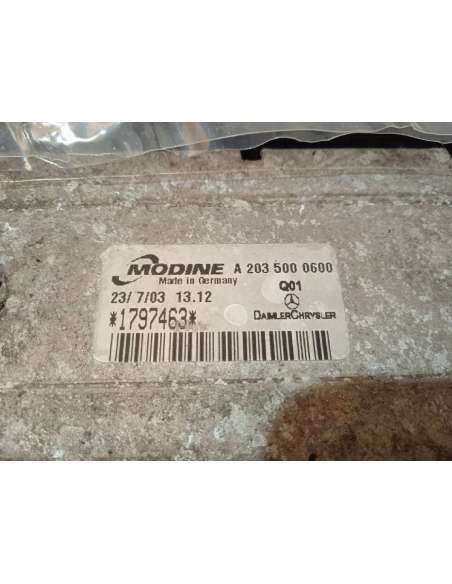 MODINE A 203 500 0600
Made in Germany Q01
23/ 7/03 13.12
*1797463* DAIMLERCHRYSLER